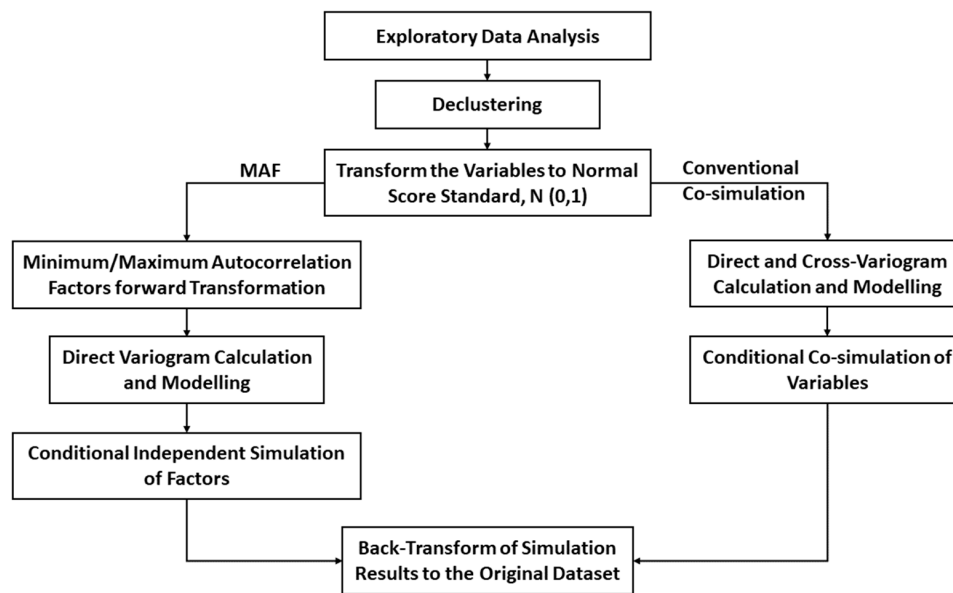 Exploratory Data Analysis
Declustering
MAF
Transform the Variables to Normal
Score Standard, N (0,1)
Conventional
Co-simulation
Minimum/Maximum Autocorrelation
Factors forward Transformation
Direct Variogram Calculation
and Modelling
Conditional Independent Simulation
of Factors
Direct and Cross-Variogram
Calculation and Modelling
Conditional Co-simulation of
Variables
Back-Transform of Simulation
Results to the Original Dataset